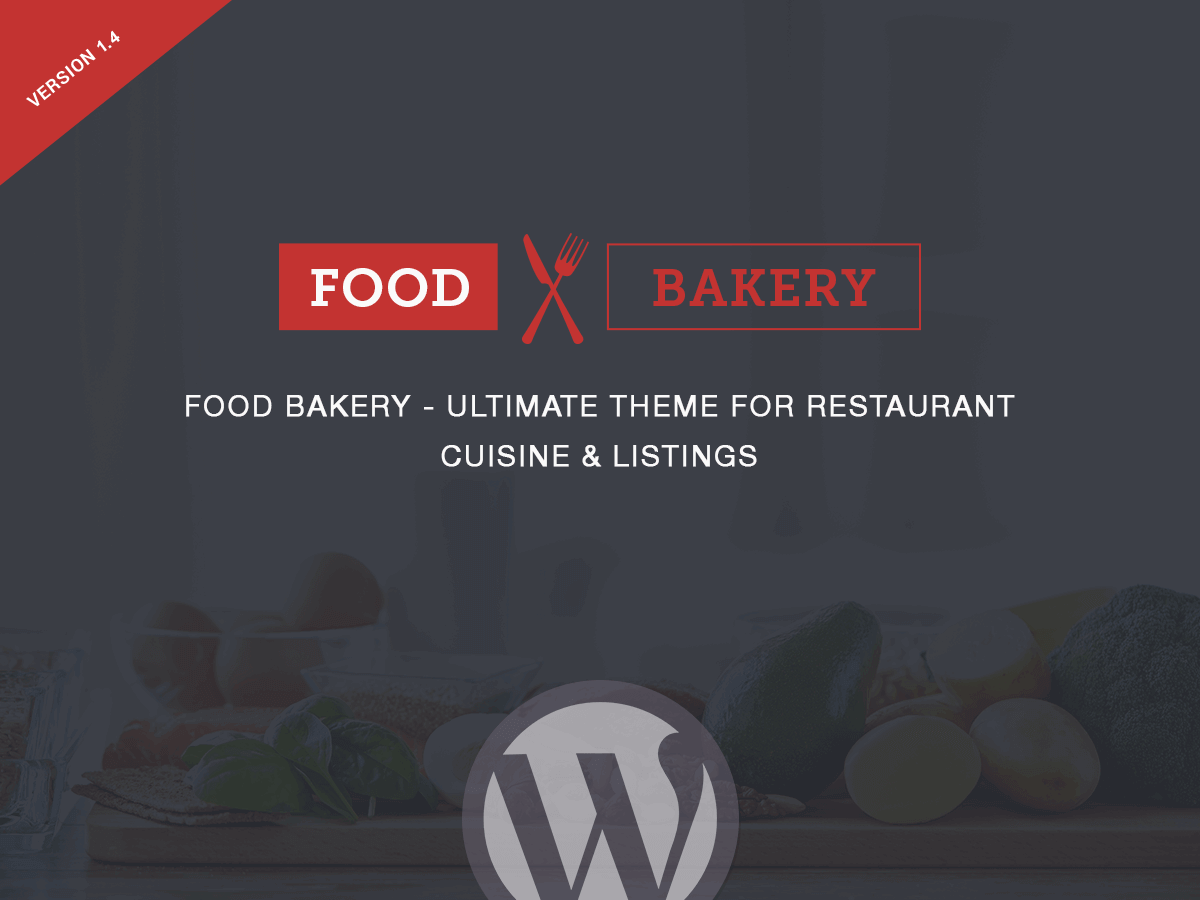 VERSION 1.4
FOOD BAKERY
FOOD BAKERY - ULTIMATE THEME FOR RESTAURANT
CUISINE & LISTINGS
W